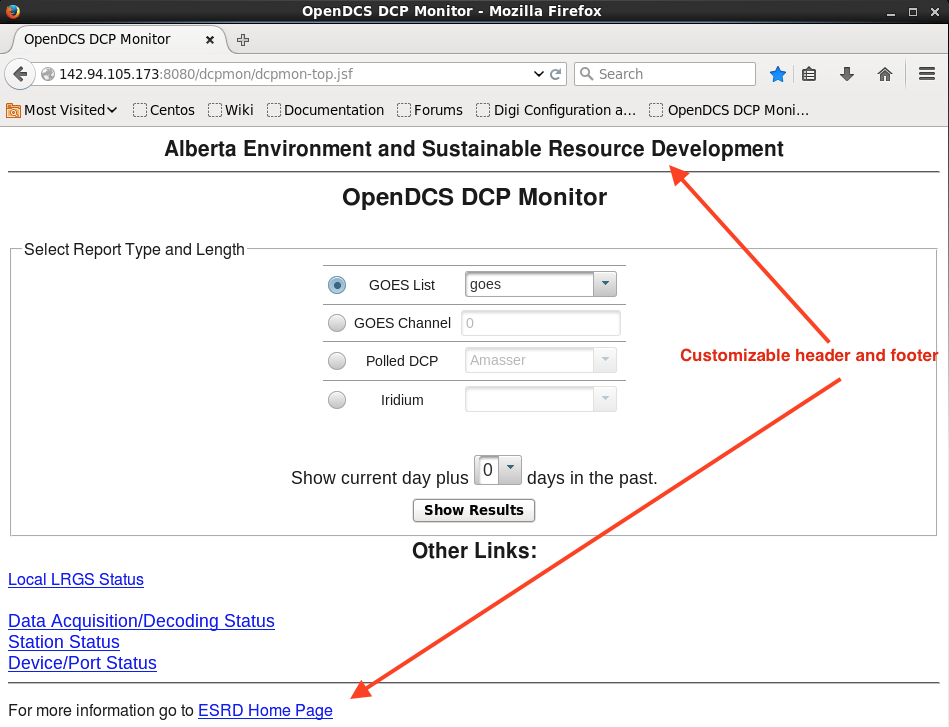 OpenDCS DCP Monitor - Mozilla Firefox
OpenDCS DCP Monitor
142.94.105.173:8080/dcpmon/dcpmon-top.jsf
Search
Most Visited
Centos
Wiki
Documentation
Forums
Digi Configuration a...
OpenDCS DCP Moni...
Alberta Environment and Sustainable Resource Development
OpenDCS DCP Monitor
Select Report Type and Length
GOES List goes
GOES Channel 0
Polled DCP Amasser
Iridium
Customizable header and footer
Show current day plus 0 days in the past.
Show Results
Other Links:
Local LRGS Status
Data Acquisition/Decoding Status
Station Status
Device/Port Status
For more information go to ESRD Home Page